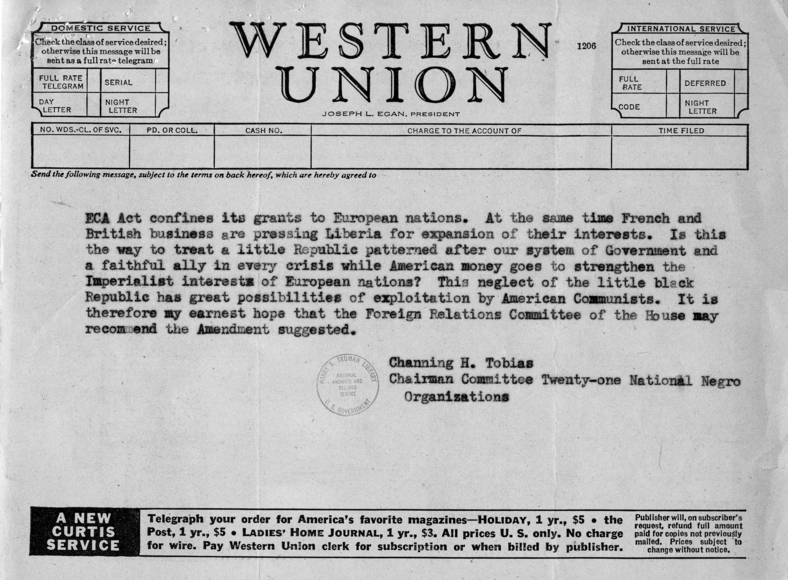 DOMESTIC SERVICE
Check the class of service desired;
otherwise this message will be
sent as a full rate telegram
FULL RATE TELEGRAM SERIAL
DAY LETTER NIGHT LETTER
WESTERN
UNION
1206
JOSEPH L. EGAN, PRESIDENT
INTERNATIONAL SERVICE
Check the class of service desired;
otherwise this message will be
sent at the full rate
FULL RATE DEFERRED
CODE NIGHT LETTER
NO. WDS.-CL. OF SVC. PD. OR COLL. CASH NO. CHARGE TO THE ACCOUNT OF TIME FILED
Send the following message, subject to the terms on back hereof, which are hereby agreed to
ECA Act confines its grants to European nations. At the same time French and
British business are pressing Liberia for expansion of their interests. Is this
the way to treat a little Republic patterned after our system of Government and
a faithful ally in every crisis while American money goes to strengthen the
Imperialist interests of European nations? This neglect of the little black
Republic has great possibilities of exploitation by American Communists. It is
therefore my earnest hope that the Foreign Relations Committee of the House may
recommend the Amendment suggested.
Channing H. Tobias
Chairman Committee Twenty-one National Negro
Organizations
HARRY S. TRUMAN LIBRARY
NATIONAL
ARCHIVES AND
RECORDS
SERVICE
U. S. GOVERNMENT
A NEW
CURTIS
SERVICE
Telegraph your order for America's favorite magazines—HOLIDAY, 1 yr., $5 • the
Post, 1 yr., $5 • LADIES' HOME JOURNAL, 1 yr., $3. All prices U. S. only. No charge
for wire. Pay Western Union clerk for subscription or when billed by publisher.
Publisher will, on subscriber's
request, refund full amount
paid for copies not previously
mailed. Prices subject to
change without notice.